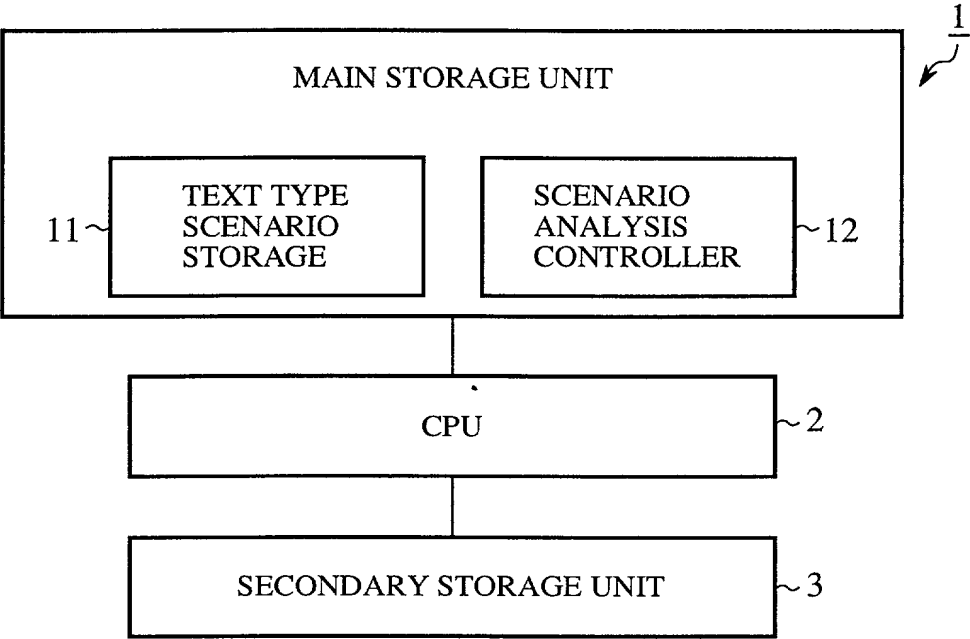 1
MAIN STORAGE UNIT
TEXT TYPE
SCENARIO
STORAGE
11
SCENARIO
ANALYSIS
CONTROLLER
12
CPU
2
SECONDARY STORAGE UNIT
3